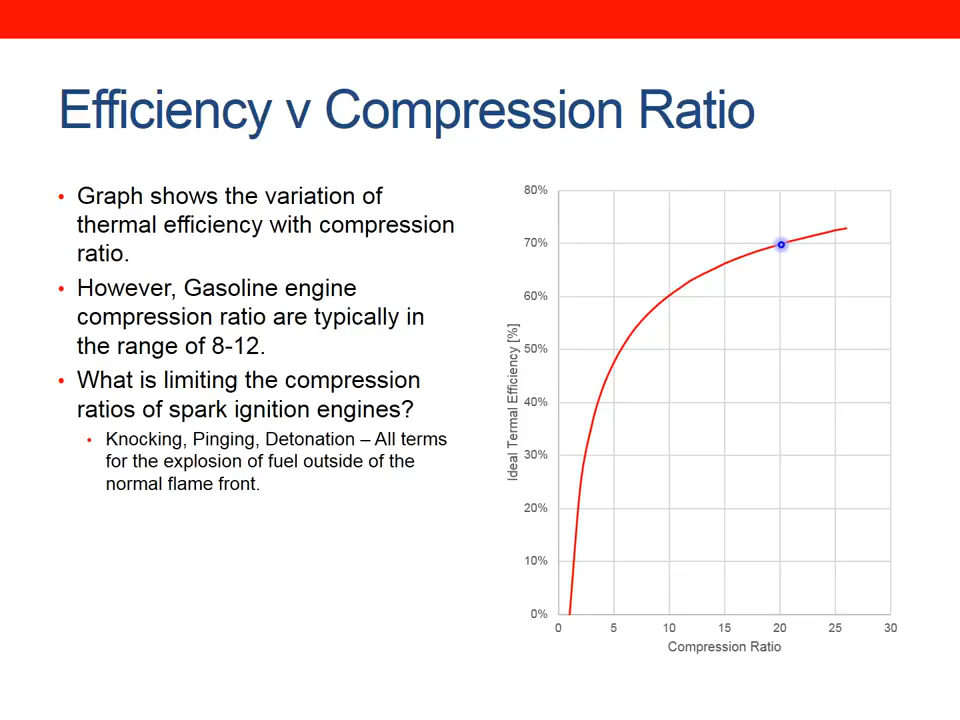 Efficiency v Compression Ratio
• Graph shows the variation of
thermal efficiency with compression
ratio.
• However, Gasoline engine
compression ratio are typically in
the range of 8-12.
• What is limiting the compression
ratios of spark ignition engines?
• Knocking, Pinging, Detonation – All terms
for the explosion of fuel outside of the
normal flame front.
Ideal Termal Efficiency [%]
80%
70%
60%
50%
40%
30%
20%
10%
0%
0 5 10 15 20 25 30
Compression Ratio